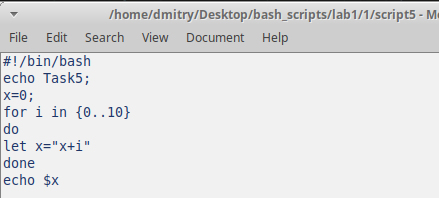 /home/dmitry/Desktop/bash_scripts/lab1/1/script5 -
File Edit Search View Document Help
#!/bin/bash
echo Task5;
x=0;
for i in {0..10}
do
let x="x+i"
done
echo $x